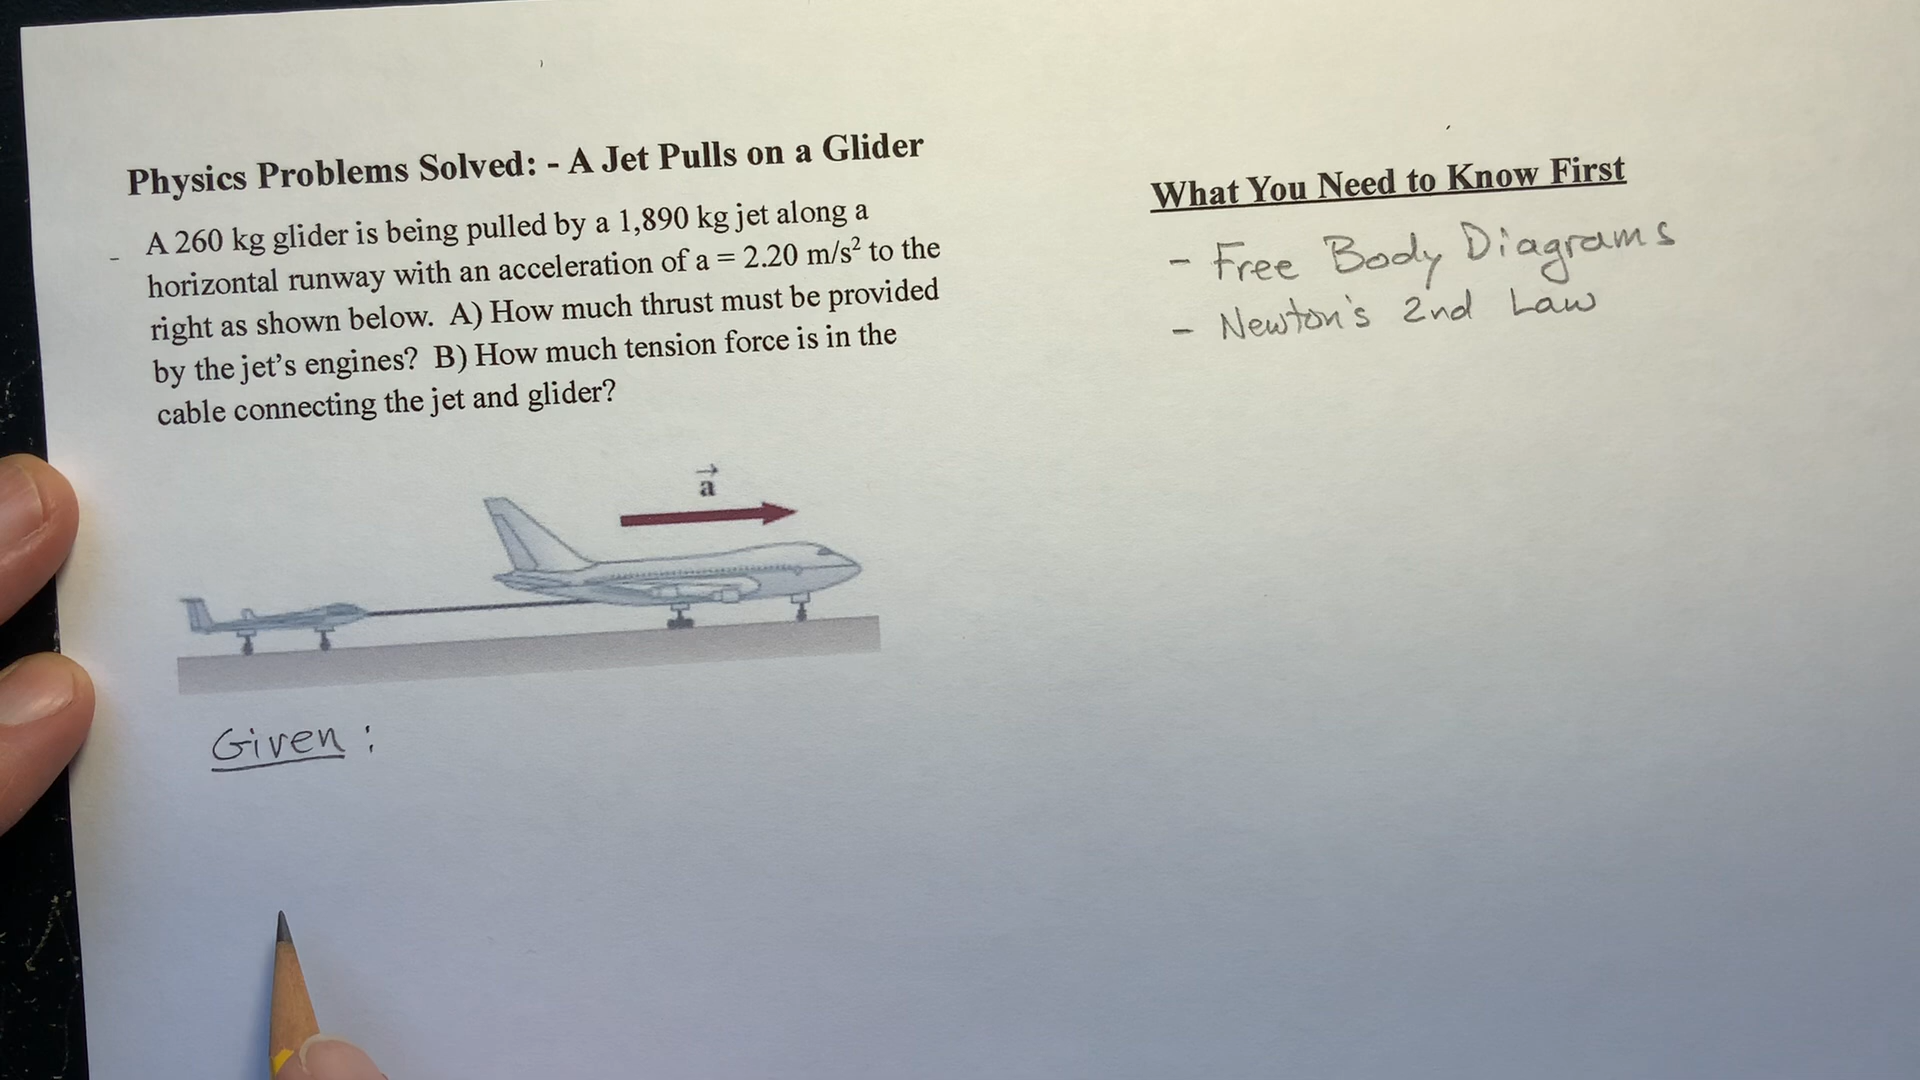 Physics Problems Solved: - A Jet Pulls on a Glider
A 260 kg glider is being pulled by a 1,890 kg jet along a
horizontal runway with an acceleration of a = 2.20 m/s² to the
right as shown below. A) How much thrust must be provided
by the jet's engines? B) How much tension force is in the
cable connecting the jet and glider?
a
Given:
What You Need to Know First
- Free Body Diagrams
- Newton's 2nd Law